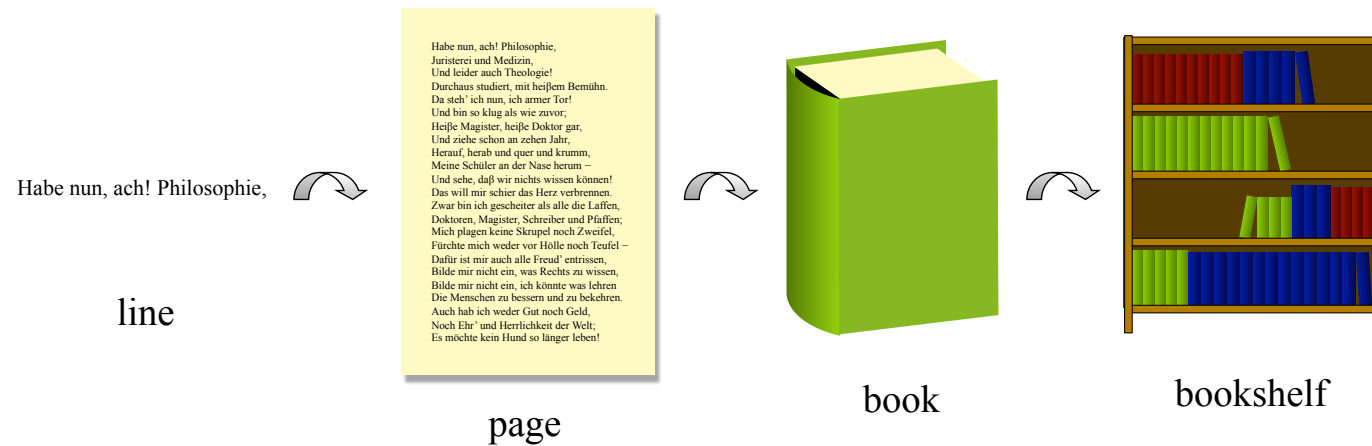 Habe nun, ach! Philosophie,
line
Habe nun, ach! Philosophie,
Juristerei und Medizin,
Und leider auch Theologie!
Durchaus studiert, mit heiβem Bemühn.
Da steh’ ich nun, ich armer Tor!
Und bin so klug als wie zuvor;
Heiβe Magister, heiβe Doktor gar,
Und ziehe schon an zehen Jahr,
Herauf, herab und quer und krumm,
Meine Schüler an der Nase herum −
Und sehe, daβ wir nichts wissen können!
Das will mir schier das Herz verbrennen.
Zwar bin ich gescheiter als alle die Laffen,
Doktoren, Magister, Schreiber und Pfaffen;
Mich plagen keine Skrupel noch Zweifel,
Fürchte mich weder vor Hölle noch Teufel −
Dafür ist mir auch alle Freud’ entrissen,
Bilde mir nicht ein, was Rechts zu wissen,
Bilde mir nicht ein, ich könnte was lehren
Die Menschen zu bessern und zu bekehren.
Auch hab ich weder Gut noch Geld,
Noch Ehr’ und Herrlichkeit der Welt;
Es möchte kein Hund so länger leben!
page
book
bookshelf